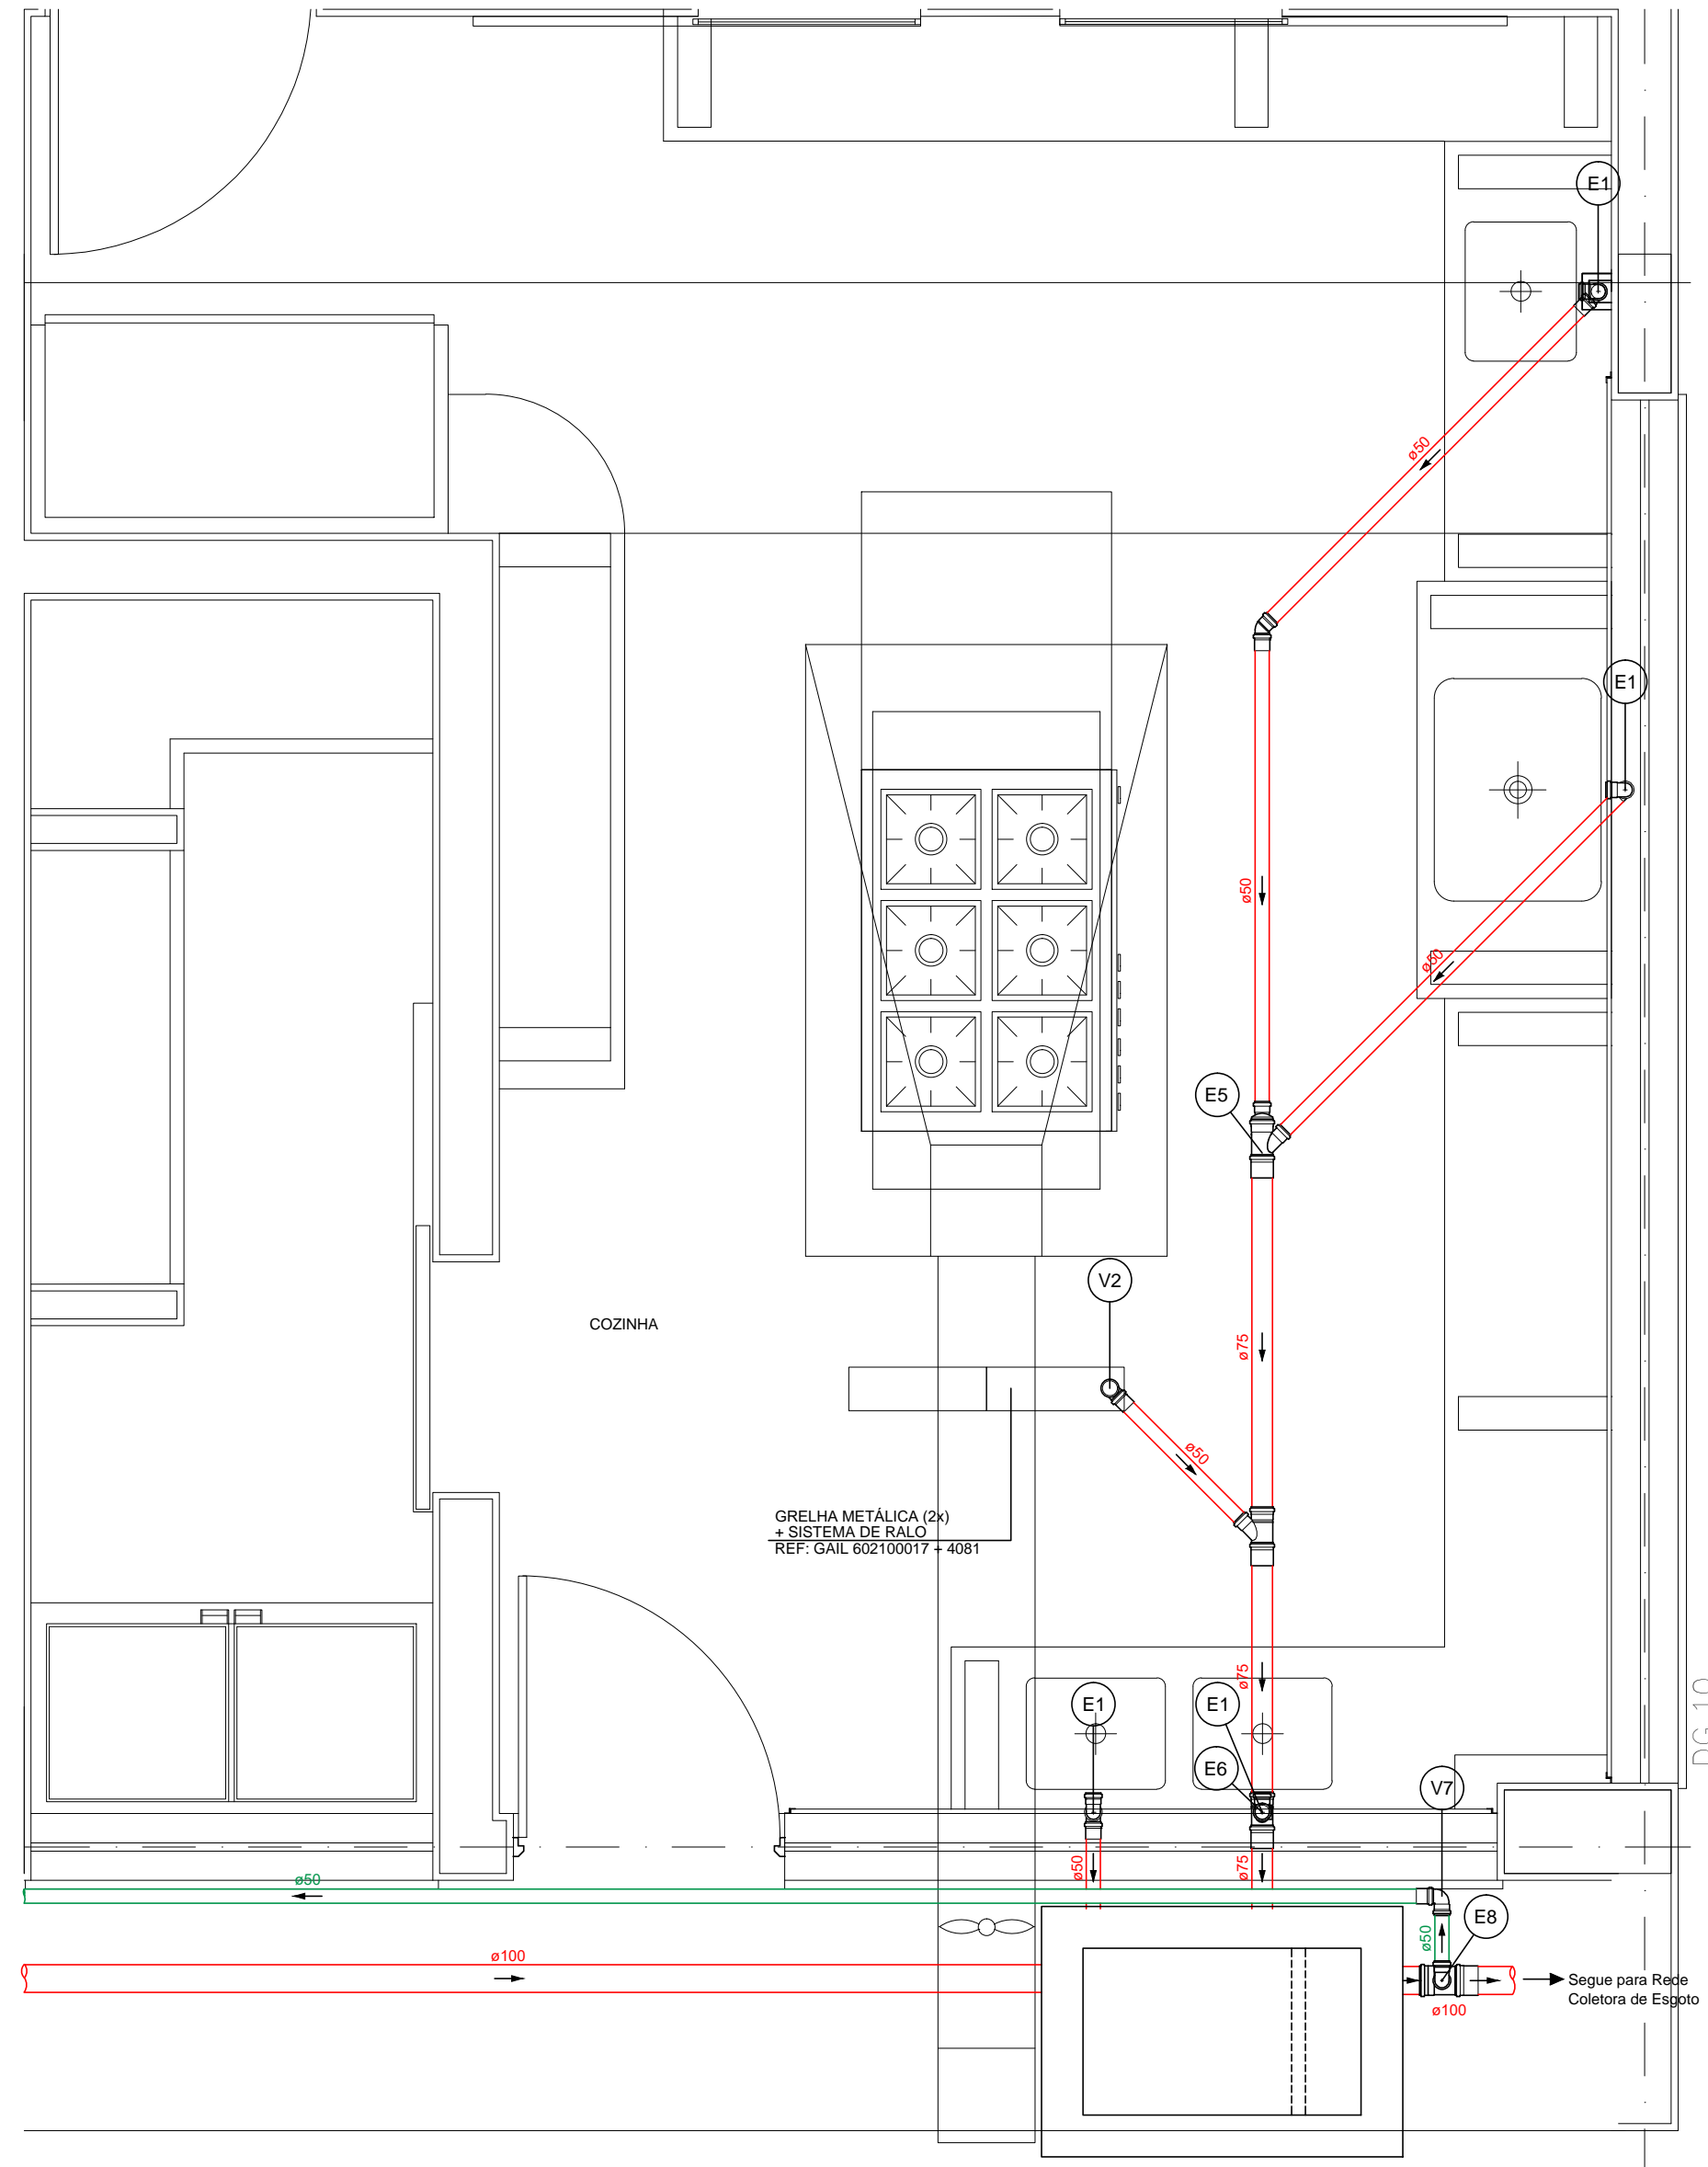 E1
ø50
E1
ø50
ø50
E5
V2
ø75
COZINHA
ø50
GRELHA METÁLICA (2x)
+ SISTEMA DE RALO
REF: GAIL 602100017 + 4081
ø75
E1
E1
E6
V7
DG 10
ø50
ø75
ø50
E8
ø50
ø100
Segue para Rede
Coletora de Esgoto
ø100